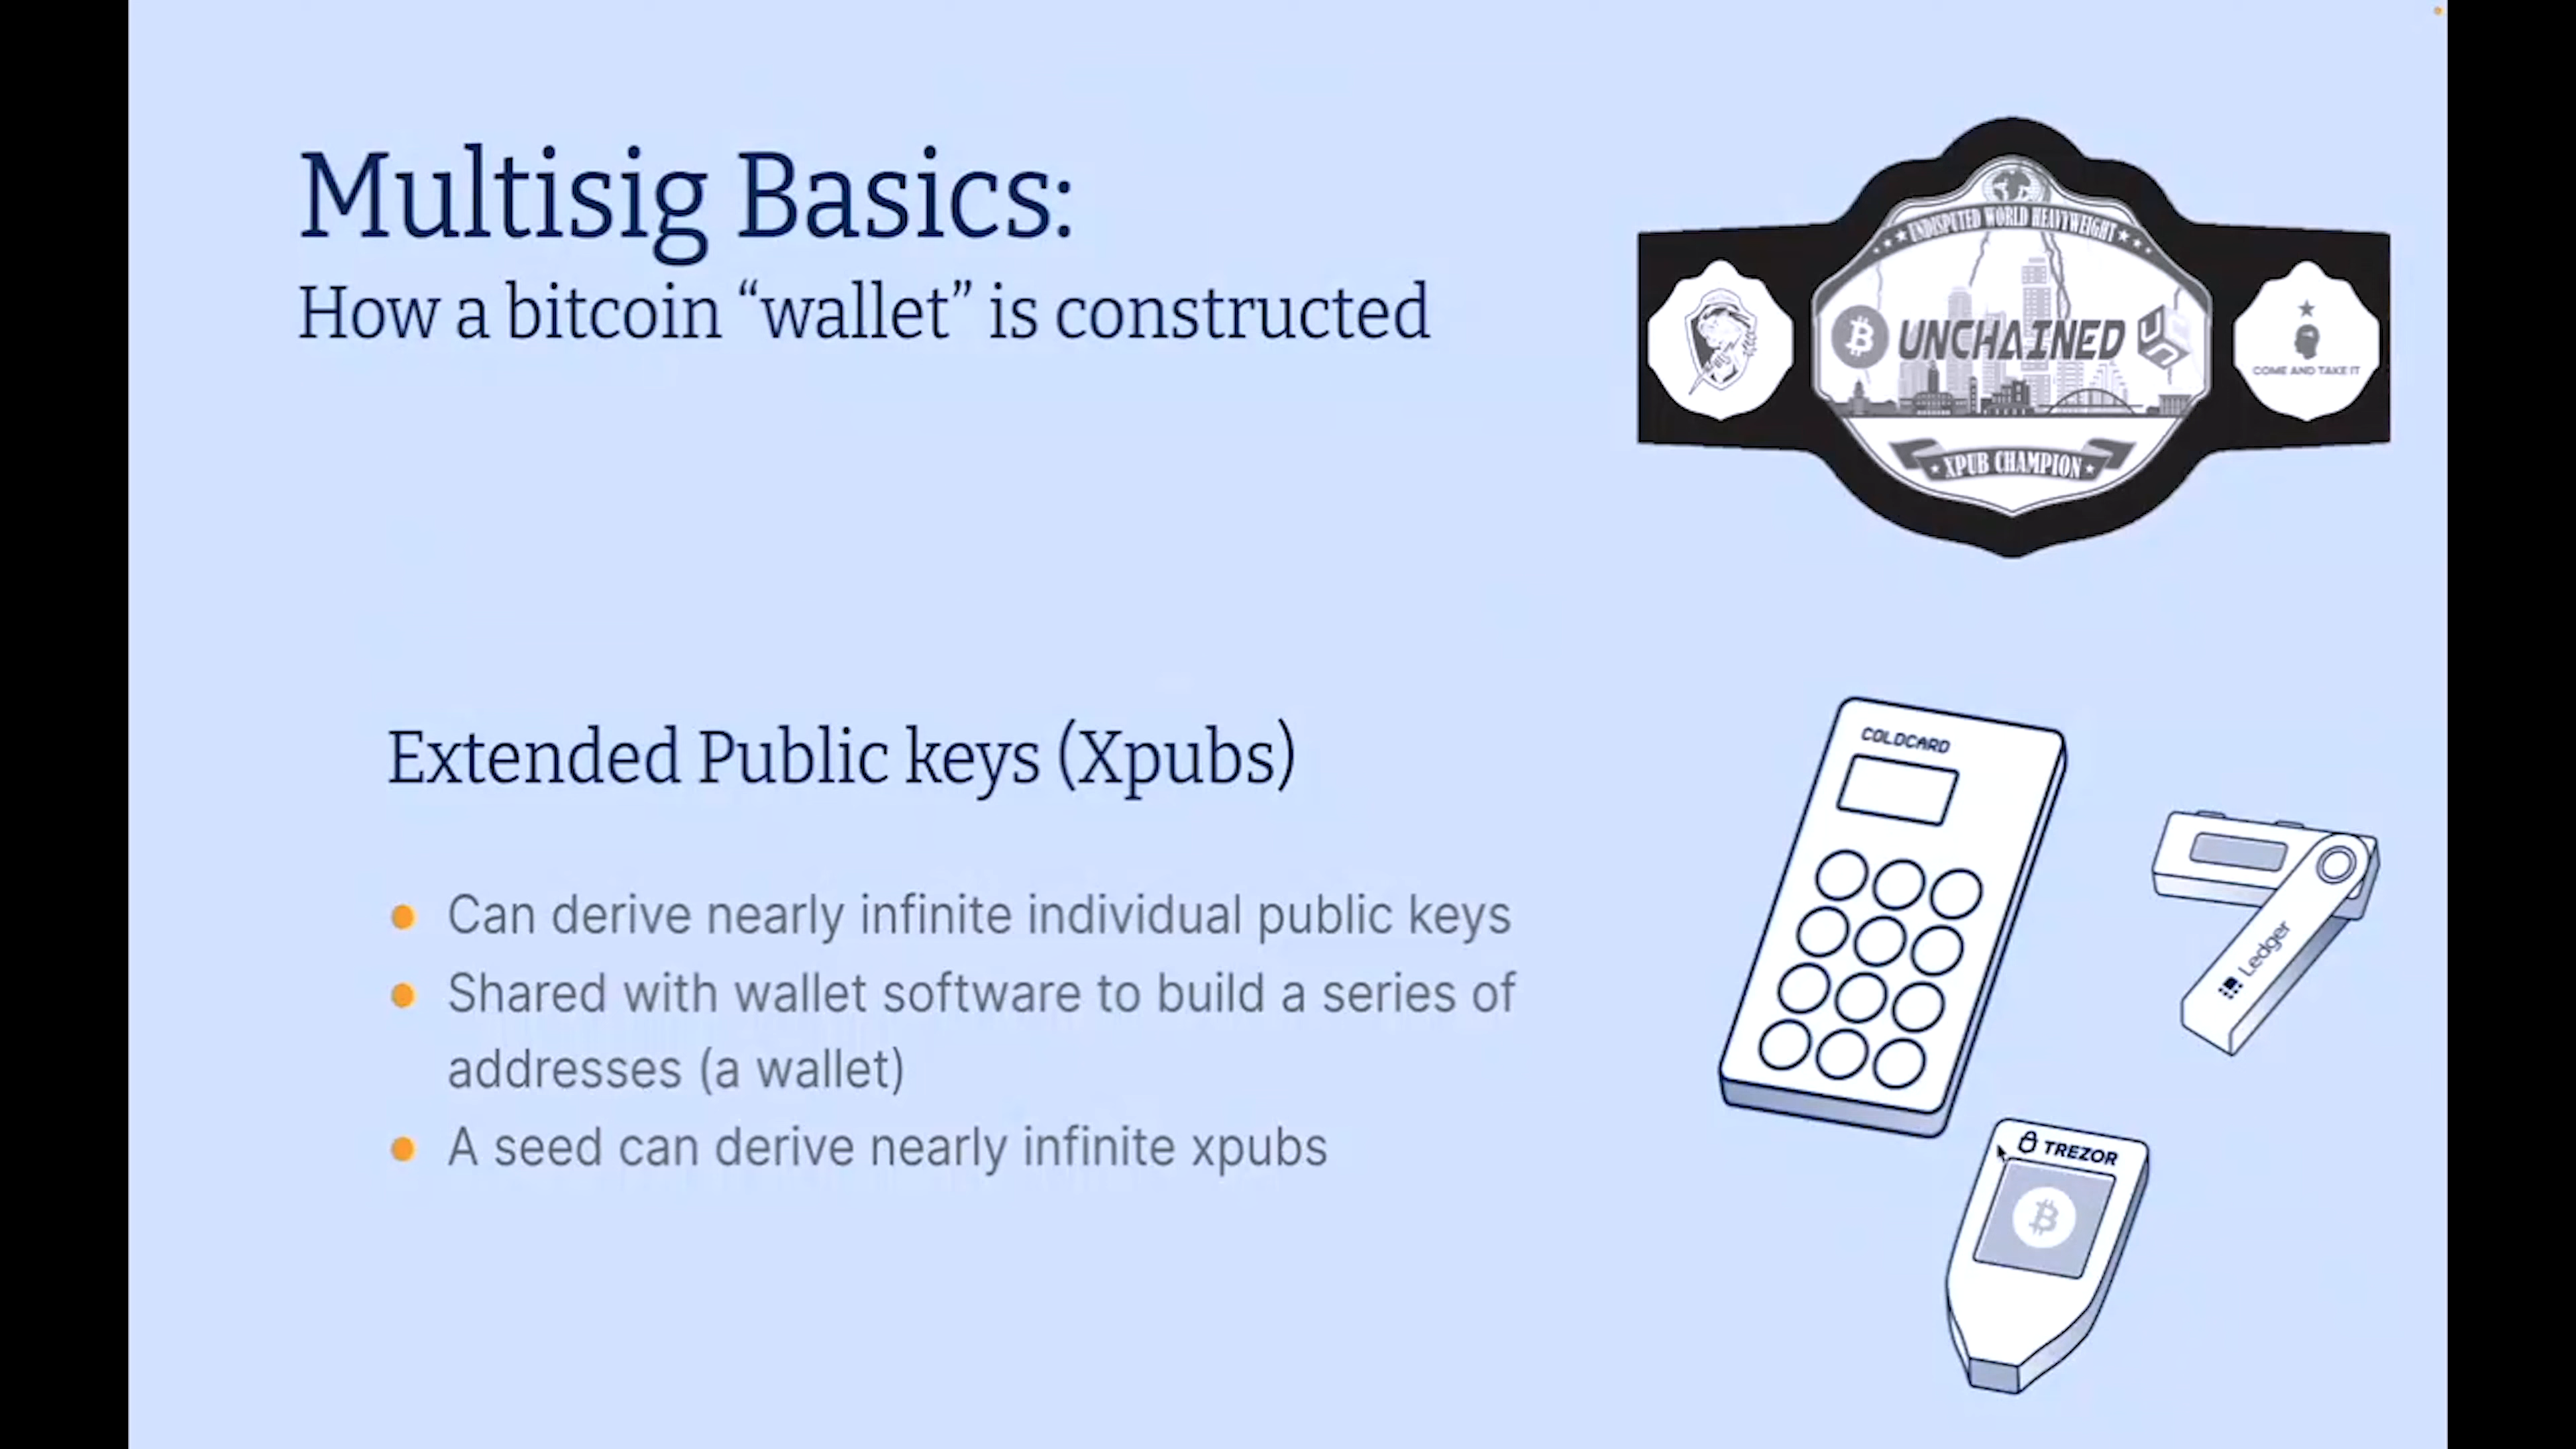 Multisig Basics:
How a bitcoin “wallet” is constructed
UNDISPUTED WORLD HEAVYWEIGHT
UNCHAINED
COME AND TAKE IT
XPUB CHAMPION
Extended Public keys (Xpubs)
Can derive nearly infinite individual public keys
Shared with wallet software to build a series of
addresses (a wallet)
A seed can derive nearly infinite xpubs
COLDCARD
Ledger
TREZOR